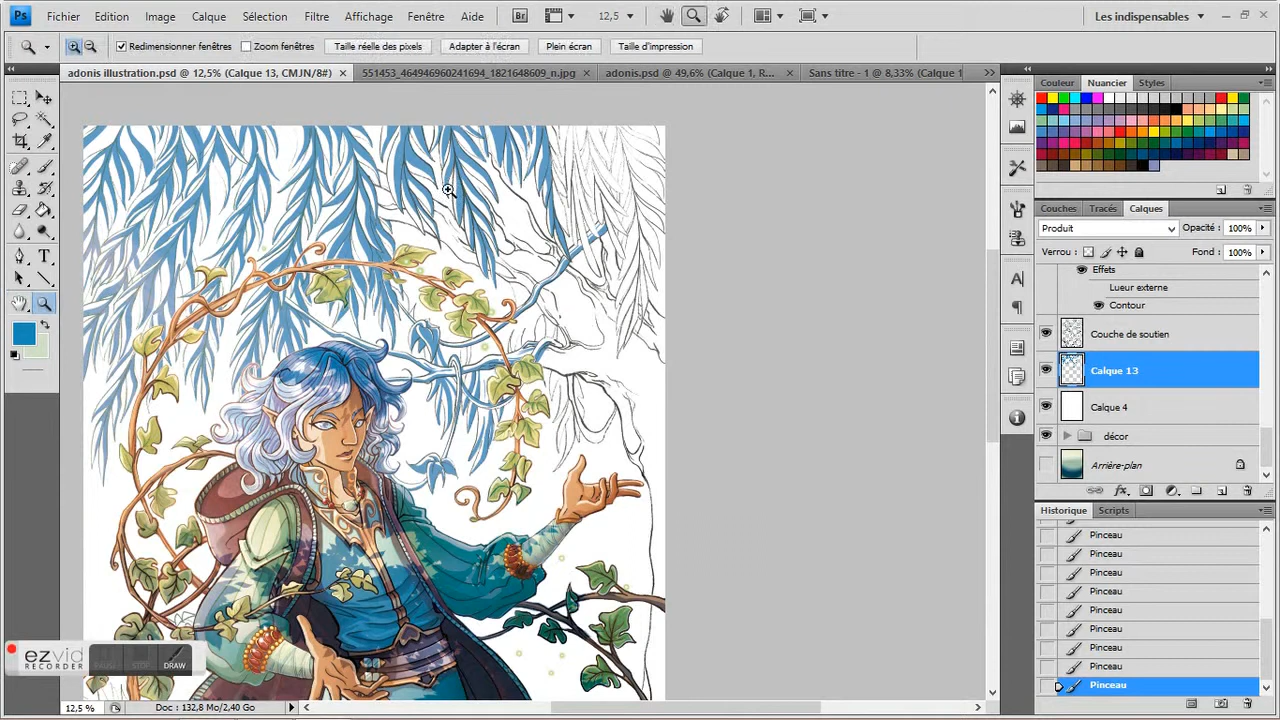 Ps Fichier Edition Image Calque Sélection Filtre Affichage Fenêtre Aide Br 12,5 Les indispensables
Redimensionner fenêtres Zoom fenêtres Taille réelle des pixels Adapter à l'écran Plein écran Taille d'impression
adonis illustration.psd @ 12,5% (Calque 13, CMJN/8#) 551453_464946960241694_1821648609_n.jpg adonis.psd @ 49,6% (Calque 1, R... Sans titre - 1 @ 8,33% (Calque 1
Couleur Nuancier Styles
Couches Tracés Calques
Produit Opacité : 100%
Verrou : Fond : 100%
Effets
Lueur externe
Contour
Couche de soutien
Calque 13
Calque 4
décor
Arrière-plan
Historique Scripts
Pinceau
Pinceau
Pinceau
Pinceau
Pinceau
Pinceau
Pinceau
Pinceau
Pinceau
ezvid
RECORDER
PAUSE STOP DRAW
12,5 % Doc : 132,8 Mo/2,40 Go